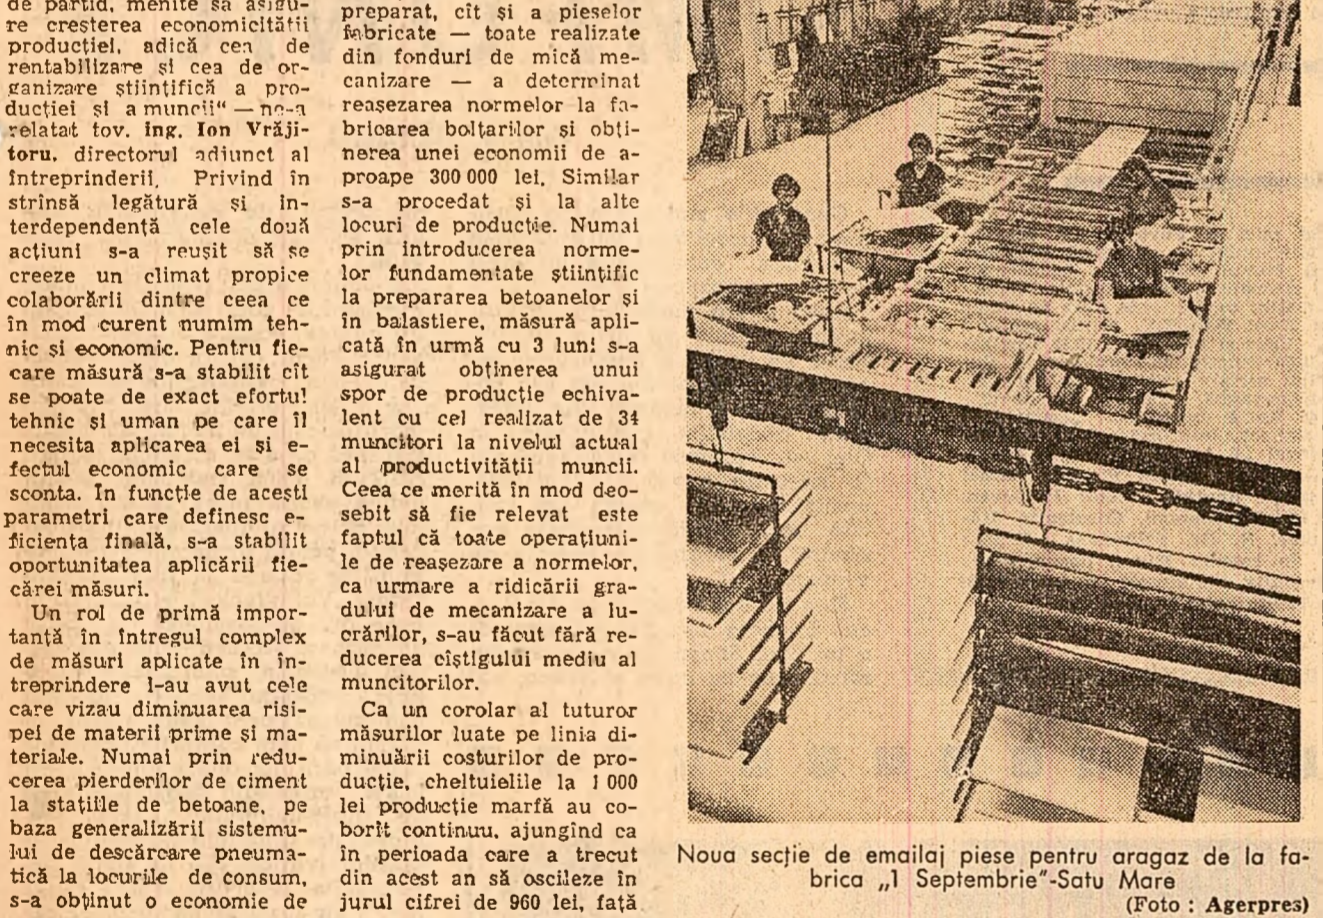 de partid, menite să asigu-
re creșterea economicității
producției, adică cea de
rentabilizare și cea de or-
ganizare științifică a pro-
ducției și a muncii“ — ne-a
relatat tov. ing. Ion Vrăji-
toru, directorul adjunct al
întreprinderii. Privind în
strînsă legătură și in-
terdependență cele două
acțiuni s-a reușit să se
creeze un climat propice
colaborării dintre ceea ce
în mod curent numim teh-
nic și economic. Pentru fie-
care măsură s-a stabilit cît
se poate de exact efortul
tehnic și uman pe care îl
necesita aplicarea ei și e-
fectul economic care se
sconta. În funcție de acești
parametri care definesc e-
ficiența finală, s-a stabilit
oportunitatea aplicării fie-
cărei măsuri.
Un rol de primă impor-
tanță în întregul complex
de măsuri aplicate în în-
treprindere l-au avut cele
care vizau diminuarea risi-
pei de materii prime și ma-
teriale. Numai prin redu-
cerea pierderilor de ciment
la stațiile de betoane, pe
baza generalizării sistemu-
lui de descărcare pneuma-
tică la locurile de consum,
s-a obținut o economie de
preparat, cît și a pieselor
fabricate — toate realizate
din fonduri de mică me-
canizare — a determinat
reașezarea normelor la fa-
bricarea bolțarilor și obți-
nerea unei economii de a-
proape 300 000 lei. Similar
s-a procedat și la alte
locuri de producție. Numai
prin introducerea norme-
lor fundamentate științific
la prepararea betoanelor și
în balastiere, măsură apli-
cată în urmă cu 3 luni s-a
asigurat obținerea unui
spor de producție echiva-
lent cu cel realizat de 34
muncitori la nivelul actual
al productivității muncii.
Ceea ce merită în mod deo-
sebit să fie relevat este
faptul că toate operațiuni-
le de reașezare a normelor,
ca urmare a ridicării gra-
dului de mecanizare a lu-
crărilor, s-au făcut fără re-
ducerea cîștigului mediu al
muncitorilor.
Ca un corolar al tuturor
măsurilor luate pe linia di-
minuării costurilor de pro-
ducție, cheltuielile la 1 000
lei producție marfă au co-
borît continuu, ajungînd ca
în perioada care a trecut
din acest an să oscileze în
jurul cifrei de 960 lei, față
Noua secție de emailaj piese pentru aragaz de la fa-
brica „1 Septembrie”-Satu Mare
(Foto : Agerpres)